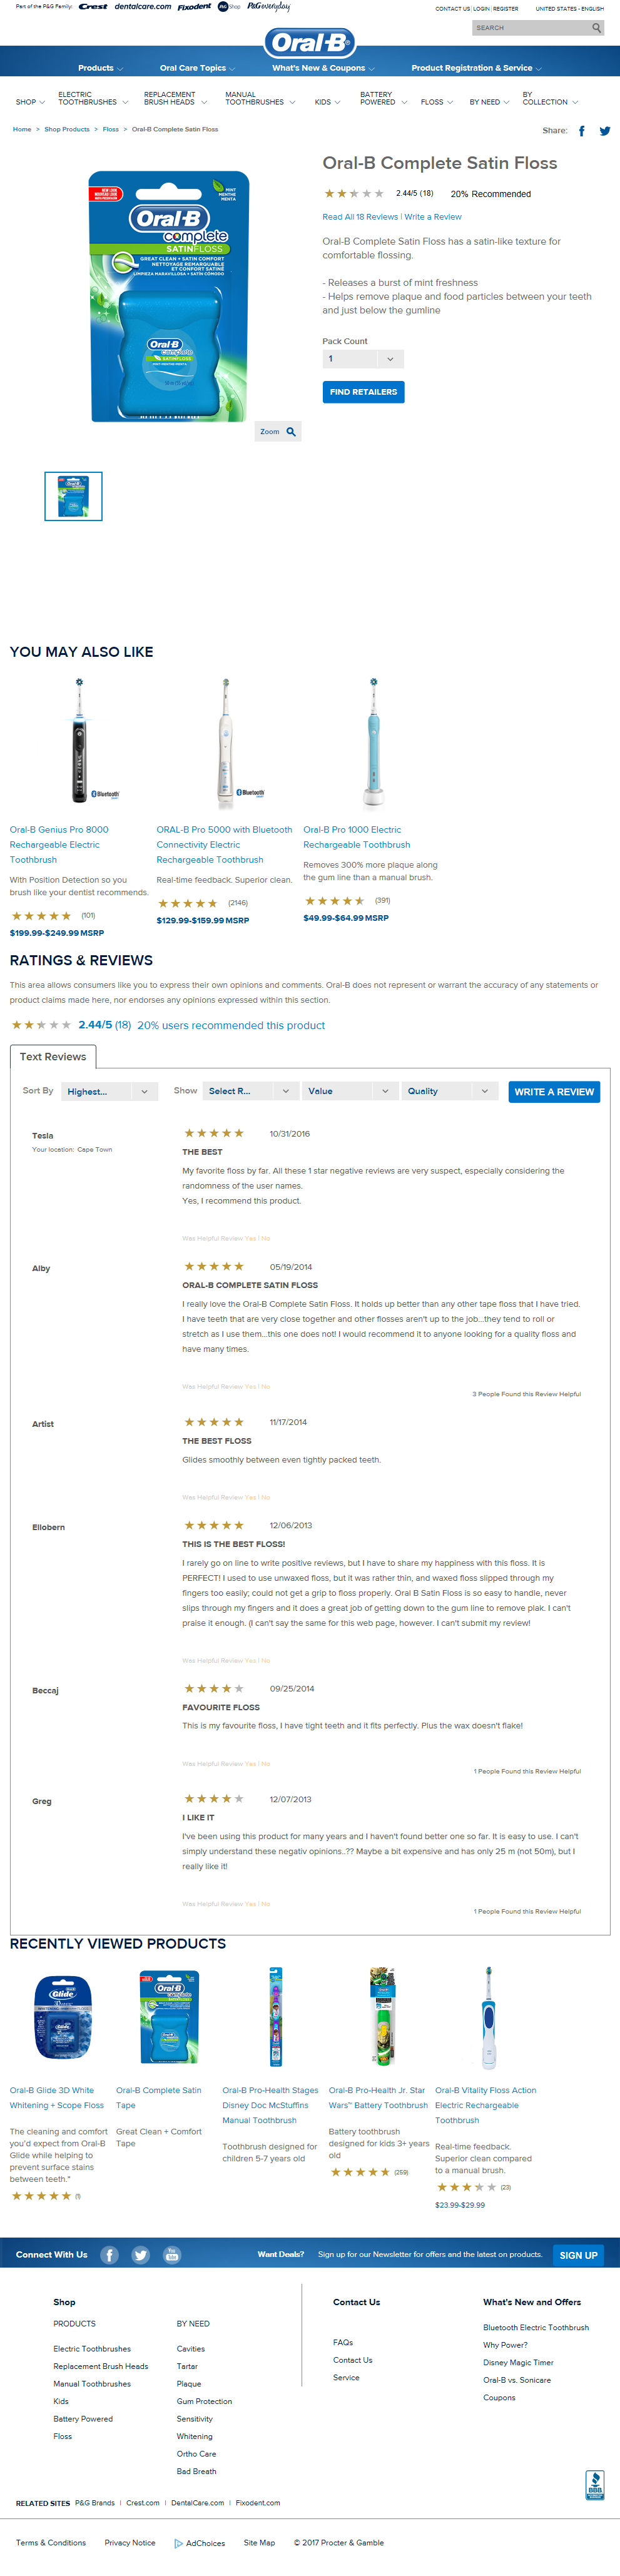 Part of the P&G Family: Crest dentalcare.com Fixodent P&G Shop P&Geveryday
CONTACT US | LOGIN | REGISTER UNITED STATES - ENGLISH
SEARCH
Oral-B
Products Oral Care Topics What's New & Coupons Product Registration & Service
SHOP ELECTRIC TOOTHBRUSHES REPLACEMENT BRUSH HEADS MANUAL TOOTHBRUSHES KIDS BATTERY POWERED FLOSS BY NEED BY COLLECTION
Home > Shop Products > Floss > Oral-B Complete Satin Floss
Share:
Oral-B Complete Satin Floss
2.44/5 (18) 20% Recommended
Read All 18 Reviews | Write a Review
Oral-B Complete Satin Floss has a satin-like texture for
comfortable flossing.
- Releases a burst of mint freshness
- Helps remove plaque and food particles between your teeth
and just below the gumline
Pack Count
1
FIND RETAILERS
MINT
MENTHE
MENTA
Oral-B
complete
SATINFLOSS
GREAT CLEAN + SATIN COMFORT
NETTOYAGE REMARQUABLE
ET CONFORT SATINÉ
LIMPIEZA MARAVILLOSA + SATÍN CÓMODO
Oral-B
complete
SATINFLOSS
Zoom
YOU MAY ALSO LIKE
Bluetooth
Bluetooth
Oral-B Genius Pro 8000
Rechargeable Electric
Toothbrush
With Position Detection so you
brush like your dentist recommends.
(101)
$199.99-$249.99 MSRP
ORAL-B Pro 5000 with Bluetooth
Connectivity Electric
Rechargeable Toothbrush
Real-time feedback. Superior clean.
(2146)
$129.99-$159.99 MSRP
Oral-B Pro 1000 Electric
Rechargeable Toothbrush
Removes 300% more plaque along
the gum line than a manual brush.
(391)
$49.99-$64.99 MSRP
RATINGS & REVIEWS
This area allows consumers like you to express their own opinions and comments. Oral-B does not represent or warrant the accuracy of any statements or
product claims made here, nor endorses any opinions expressed within this section.
2.44/5 (18) 20% users recommended this product
Text Reviews
Sort By Highest... Show Select R... Value Quality WRITE A REVIEW
Tesla
Your location: Cape Town
10/31/2016
THE BEST
My favorite floss by far. All these 1 star negative reviews are very suspect, especially considering the
randomness of the user names.
Yes, I recommend this product.
Was Helpful Review Yes | No
Alby
05/19/2014
ORAL-B COMPLETE SATIN FLOSS
I really love the Oral-B Complete Satin Floss. It holds up better than any other tape floss that I have tried.
I have teeth that are very close together and other flosses aren't up to the job...they tend to roll or
stretch as I use them...this one does not! I would recommend it to anyone looking for a quality floss and
have many times.
Was Helpful Review Yes | No
3 People Found this Review Helpful
Artist
11/17/2014
THE BEST FLOSS
Glides smoothly between even tightly packed teeth.
Was Helpful Review Yes | No
Ellobern
12/06/2013
THIS IS THE BEST FLOSS!
I rarely go on line to write positive reviews, but I have to share my happiness with this floss. It is
PERFECT! I used to use unwaxed floss, but it was rather thin, and waxed floss slipped through my
fingers too easily; could not get a grip to floss properly. Oral B Satin Floss is so easy to handle, never
slips through my fingers and it does a great job of getting down to the gum line to remove plak. I can't
praise it enough. (I can't say the same for this web page, however. I can't submit my review!
Was Helpful Review Yes | No
Beccaj
09/25/2014
FAVOURITE FLOSS
This is my favourite floss, I have tight teeth and it fits perfectly. Plus the wax doesn't flake!
Was Helpful Review Yes | No
1 People Found this Review Helpful
Greg
12/07/2013
I LIKE IT
I've been using this product for many years and I haven't found better one so far. It is easy to use. I can't
simply understand these negativ opinions..?? Maybe a bit expensive and has only 25 m (not 50m), but I
really like it!
Was Helpful Review Yes | No
1 People Found this Review Helpful
RECENTLY VIEWED PRODUCTS
Glide
Oral-B
Oral-B Glide 3D White
Whitening + Scope Floss
The cleaning and comfort
you'd expect from Oral-B
Glide while helping to
prevent surface stains
between teeth.*
(1)
Oral-B Complete Satin
Tape
Great Clean + Comfort
Tape
Oral-B Pro-Health Stages
Disney Doc McStuffins
Manual Toothbrush
Toothbrush designed for
children 5-7 years old
Oral-B Pro-Health Jr. Star
Wars™ Battery Toothbrush
Battery toothbrush
designed for kids 3+ years
old
(259)
Oral-B Vitality Floss Action
Electric Rechargeable
Toothbrush
Real-time feedback.
Superior clean compared
to a manual brush.
(23)
$23.99-$29.99
Connect With Us
Want Deals? Sign up for our Newsletter for offers and the latest on products. SIGN UP
Shop
PRODUCTS
Electric Toothbrushes
Replacement Brush Heads
Manual Toothbrushes
Kids
Battery Powered
Floss
BY NEED
Cavities
Tartar
Plaque
Gum Protection
Sensitivity
Whitening
Ortho Care
Bad Breath
Contact Us
FAQs
Contact Us
Service
What's New and Offers
Bluetooth Electric Toothbrush
Why Power?
Disney Magic Timer
Oral-B vs. Sonicare
Coupons
BBB
RELATED SITES P&G Brands | Crest.com | DentalCare.com | Fixodent.com
Terms & Conditions Privacy Notice AdChoices Site Map © 2017 Procter & Gamble